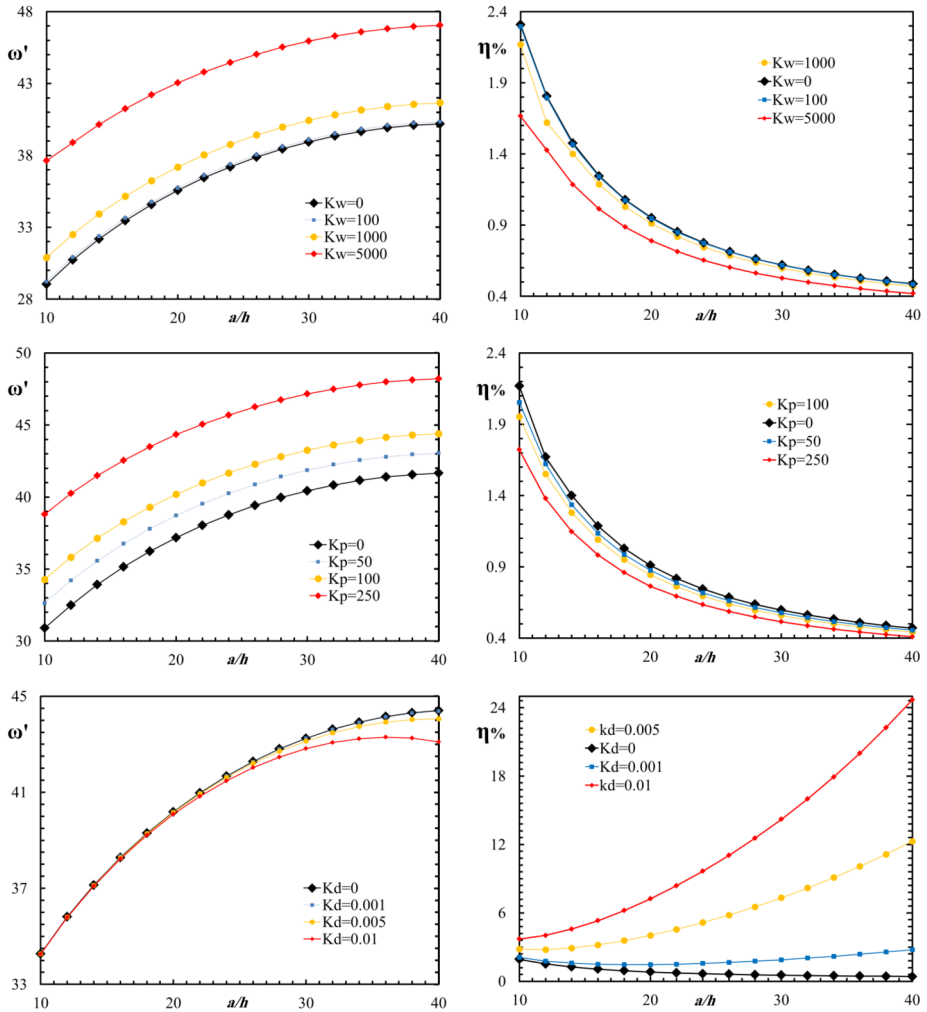 48
ω'
43
38
33
28
Kw=0
Kw=100
Kw=1000
Kw=5000
10
20
30
40
a/h
2.4
η%
1.9
1.4
0.9
0.4
Kw=1000
Kw=0
Kw=100
Kw=5000
10
20
30
40
a/h
50
ω'
45
40
35
30
Kp=0
Kp=50
Kp=100
Kp=250
10
20
30
40
a/h
2.4
η%
1.9
1.4
0.9
0.4
Kp=100
Kp=0
Kp=50
Kp=250
10
20
30
40
a/h
45
ω'
41
37
33
Kd=0
Kd=0.001
Kd=0.005
Kd=0.01
10
20
30
40
a/h
24
η%
18
12
6
0
kd=0.005
Kd=0
Kd=0.001
kd=0.01
10
20
30
40
a/h